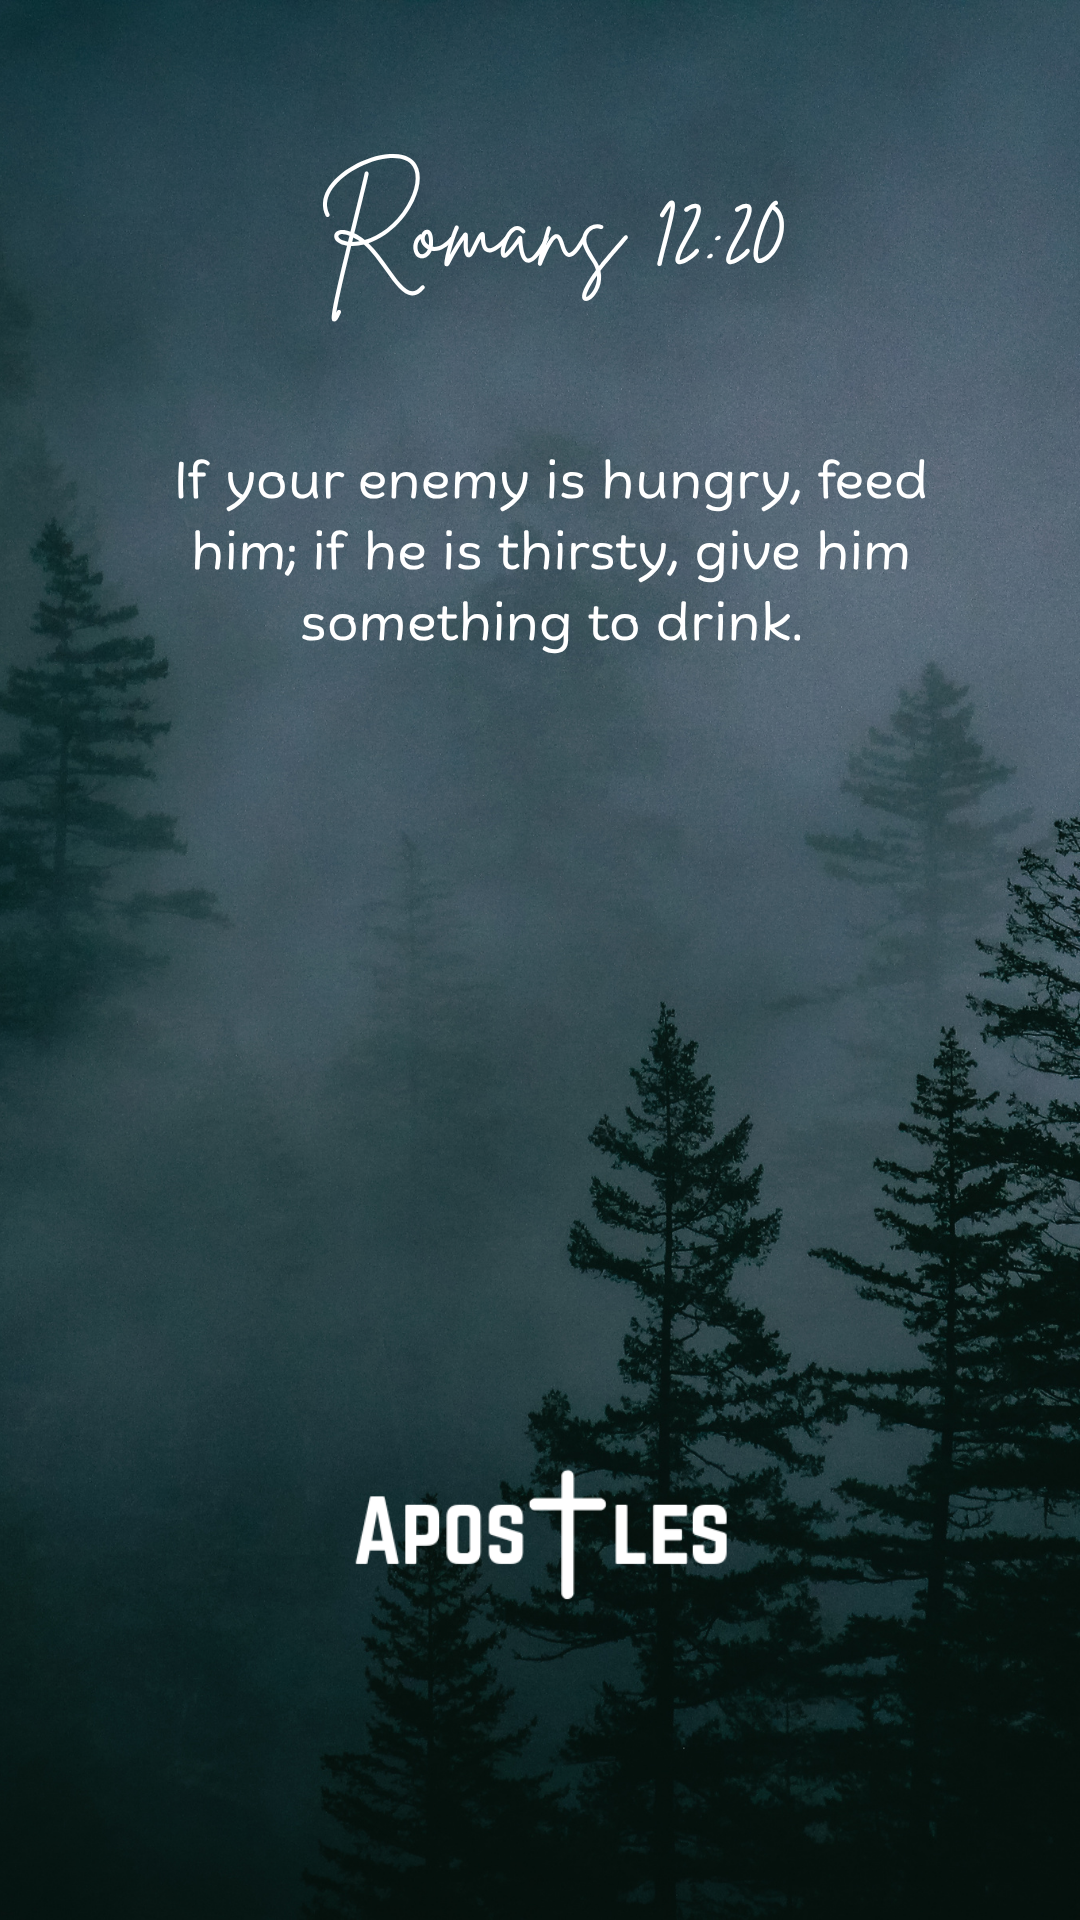 Romans 12:20
If your enemy is hungry, feed
him; if he is thirsty, give him
something to drink.
APOSTLES